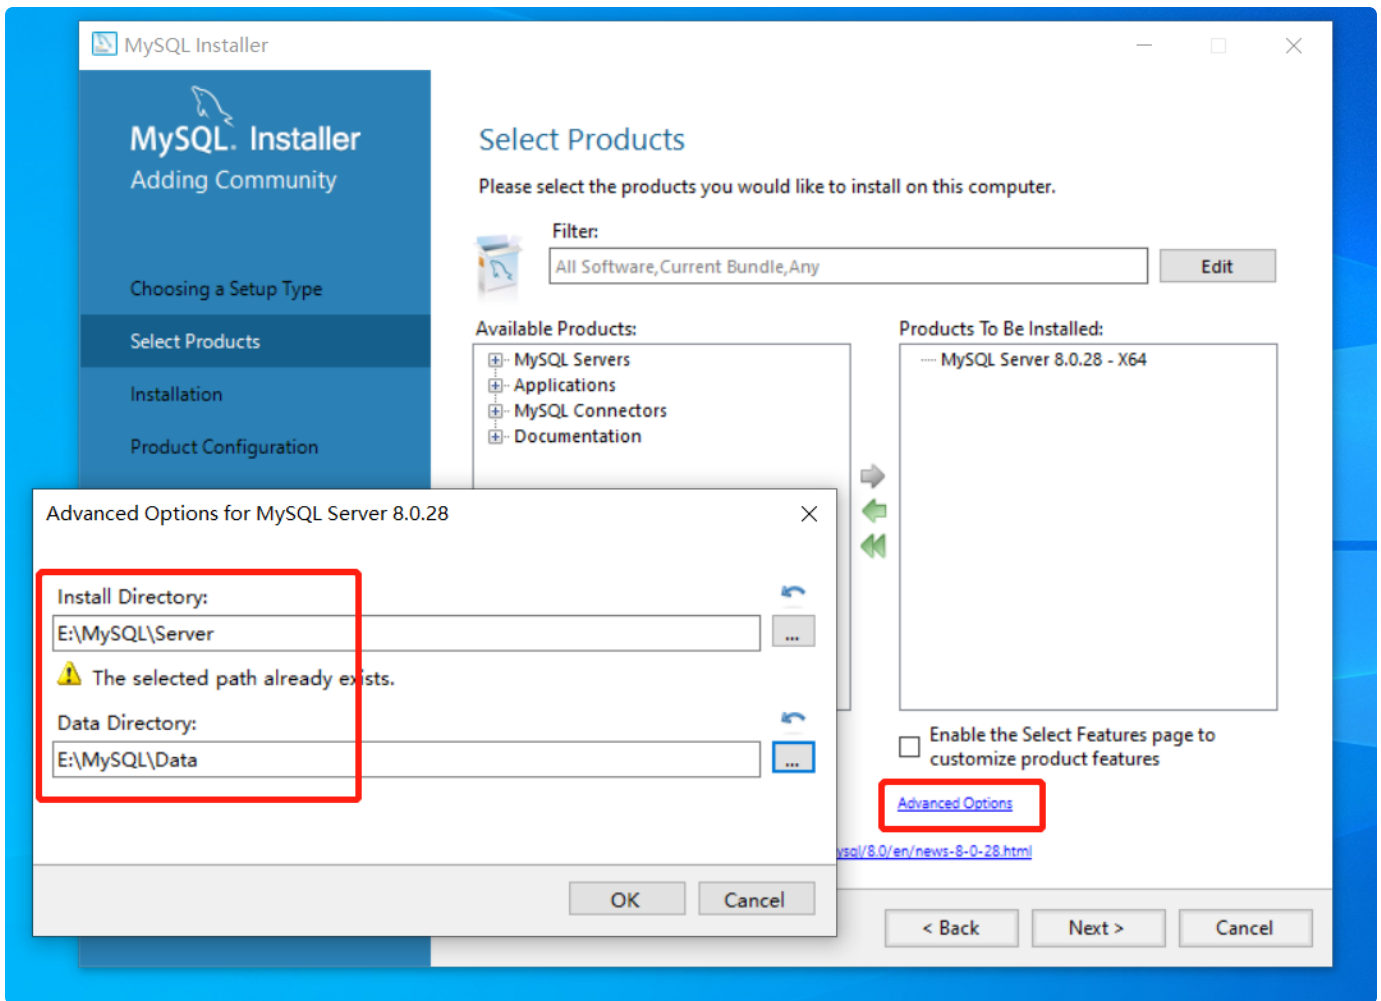 MySQL Installer
MySQL. Installer
Adding Community
Choosing a Setup Type
Select Products
Installation
Product Configuration
Select Products
Please select the products you would like to install on this computer.
Filter:
All Software,Current Bundle,Any
Edit
Available Products:
MySQL Servers
Applications
MySQL Connectors
Documentation
Products To Be Installed:
MySQL Server 8.0.28 - X64
Enable the Select Features page to
customize product features
Advanced Options
ysql/8.0/en/news-8-0-28.html
< Back
Next >
Cancel
Advanced Options for MySQL Server 8.0.28
Install Directory:
E:\MySQL\Server
...
The selected path already exists.
Data Directory:
E:\MySQL\Data
...
OK
Cancel